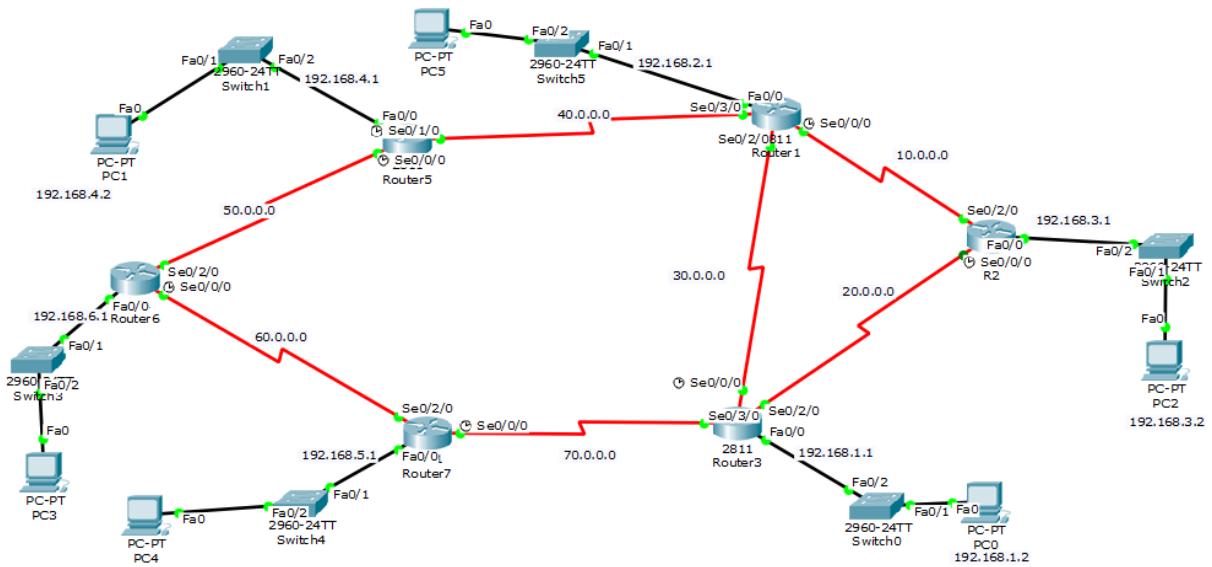 Fa0/1
Fa0/2
2960-24TT
Switch1
192.168.4.1
Fa0
PC-PT
PC1
192.168.4.2
Fa0
Fa0/2
PC-PT
PC5
Fa0/1
2960-24TT
Switch5
192.168.2.1
Fa0/0
Se0/1/0
Se0/0/0
Router5
40.0.0.0
Fa0/0
Se0/3/0
Se0/0/0
Se0/2/0
811
Router1
10.0.0.0
50.0.0.0
Se0/2/0
Fa0/0
Se0/0/0
R2
192.168.3.1
Fa0/2
Fa0/1
-24TT
Switch2
Fa0
PC-PT
PC2
192.168.3.2
Se0/2/0
Se0/0/0
Fa0/0
Router6
192.168.6.1
Fa0/1
2960-24TT
Fa0/2
Switch3
Fa0
PC-PT
PC3
30.0.0.0
20.0.0.0
60.0.0.0
Se0/2/0
Se0/0/0
Fa0/0
Router7
192.168.5.1
Fa0/1
Fa0/2
2960-24TT
Switch4
Fa0
PC-PT
PC4
70.0.0.0
Se0/0/0
Se0/3/0
Se0/2/0
Fa0/0
2811
Router3
192.168.1.1
Fa0/2
2960-24TT
Switch0
Fa0/1
Fa0
PC-PT
PC0
192.168.1.2